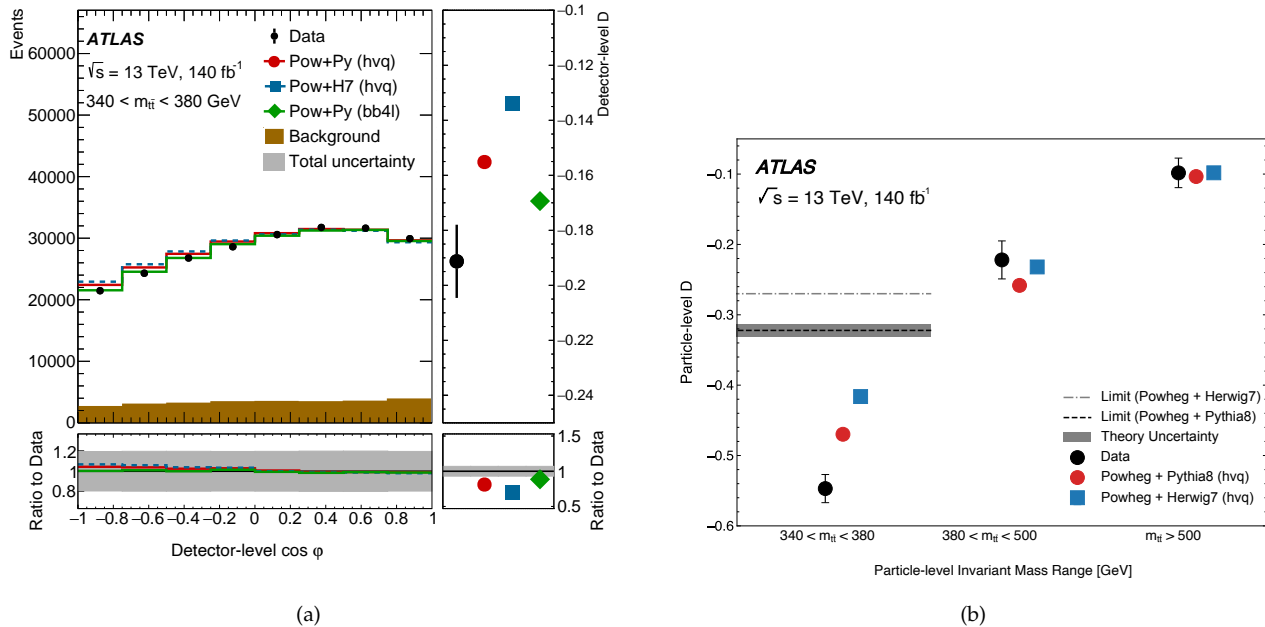 Events
60000
50000
40000
30000
20000
10000
0
ATLAS
√s = 13 TeV, 140 fb⁻¹
340 < m_tt̄ < 380 GeV
Data
Pow+Py (hvq)
Pow+H7 (hvq)
Pow+Py (bb4l)
Background
Total uncertainty
−0.1
−0.12
−0.14
−0.16
−0.18
−0.2
−0.22
−0.24
Detector-level D
Ratio to Data
1.2
1
0.8
−1 −0.8 −0.6 −0.4 −0.2 0 0.2 0.4 0.6 0.8 1
Detector-level cos φ
1.5
1
0.5
Ratio to Data
(a)
ATLAS
√s = 13 TeV, 140 fb⁻¹
Particle-level D
−0.1
−0.2
−0.3
−0.4
−0.5
−0.6
Limit (Powheg + Herwig7)
Limit (Powheg + Pythia8)
Theory Uncertainty
Data
Powheg + Pythia8 (hvq)
Powheg + Herwig7 (hvq)
340 < m_tt̄ < 380 380 < m_tt̄ < 500 m_tt̄ > 500
Particle-level Invariant Mass Range [GeV]
(b)